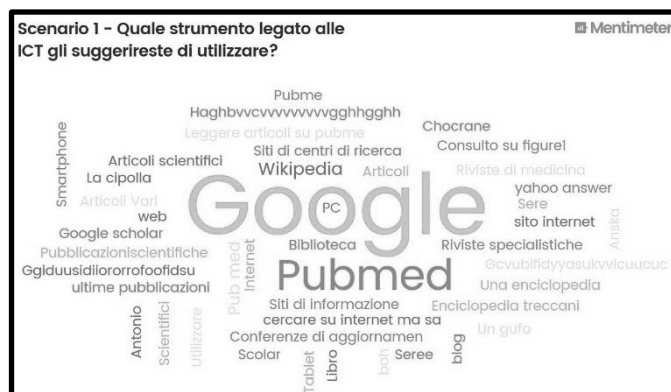 Scenario 1 - Quale strumento legato alle
ICT gli suggerireste di utilizzare?
Mentimeter
Pubme
Haghbvvcvvvvvvvvvgghhgghh
Leggere articoli su pubme
Chocrane
Siti di centri di ricerca
Consulto su figure1
Smartphone
Articoli scientifici
Wikipedia
Articoli
Riviste di medicina
La cipolla
yahoo answer
Articoli Vari
Google
PC
Sere
web
sito internet
Anska
Google scholar
Biblioteca
Riviste specialistiche
Pubblicazioniscientifiche
Pub med
Internet
Pubmed
Gcvubifidyyasukvvicuucuc
Ggiduusidiiororrofoofidsu
Una enciclopedia
ultime pubblicazioni
Siti di informazione
Enciclopedia treccani
cercare su internet ma sa
Un gufo
Antonio
Scientifici
Utilizzare
Conferenze di aggiornamen
blog
Scolar
Tablet
Libro
boh
Seree